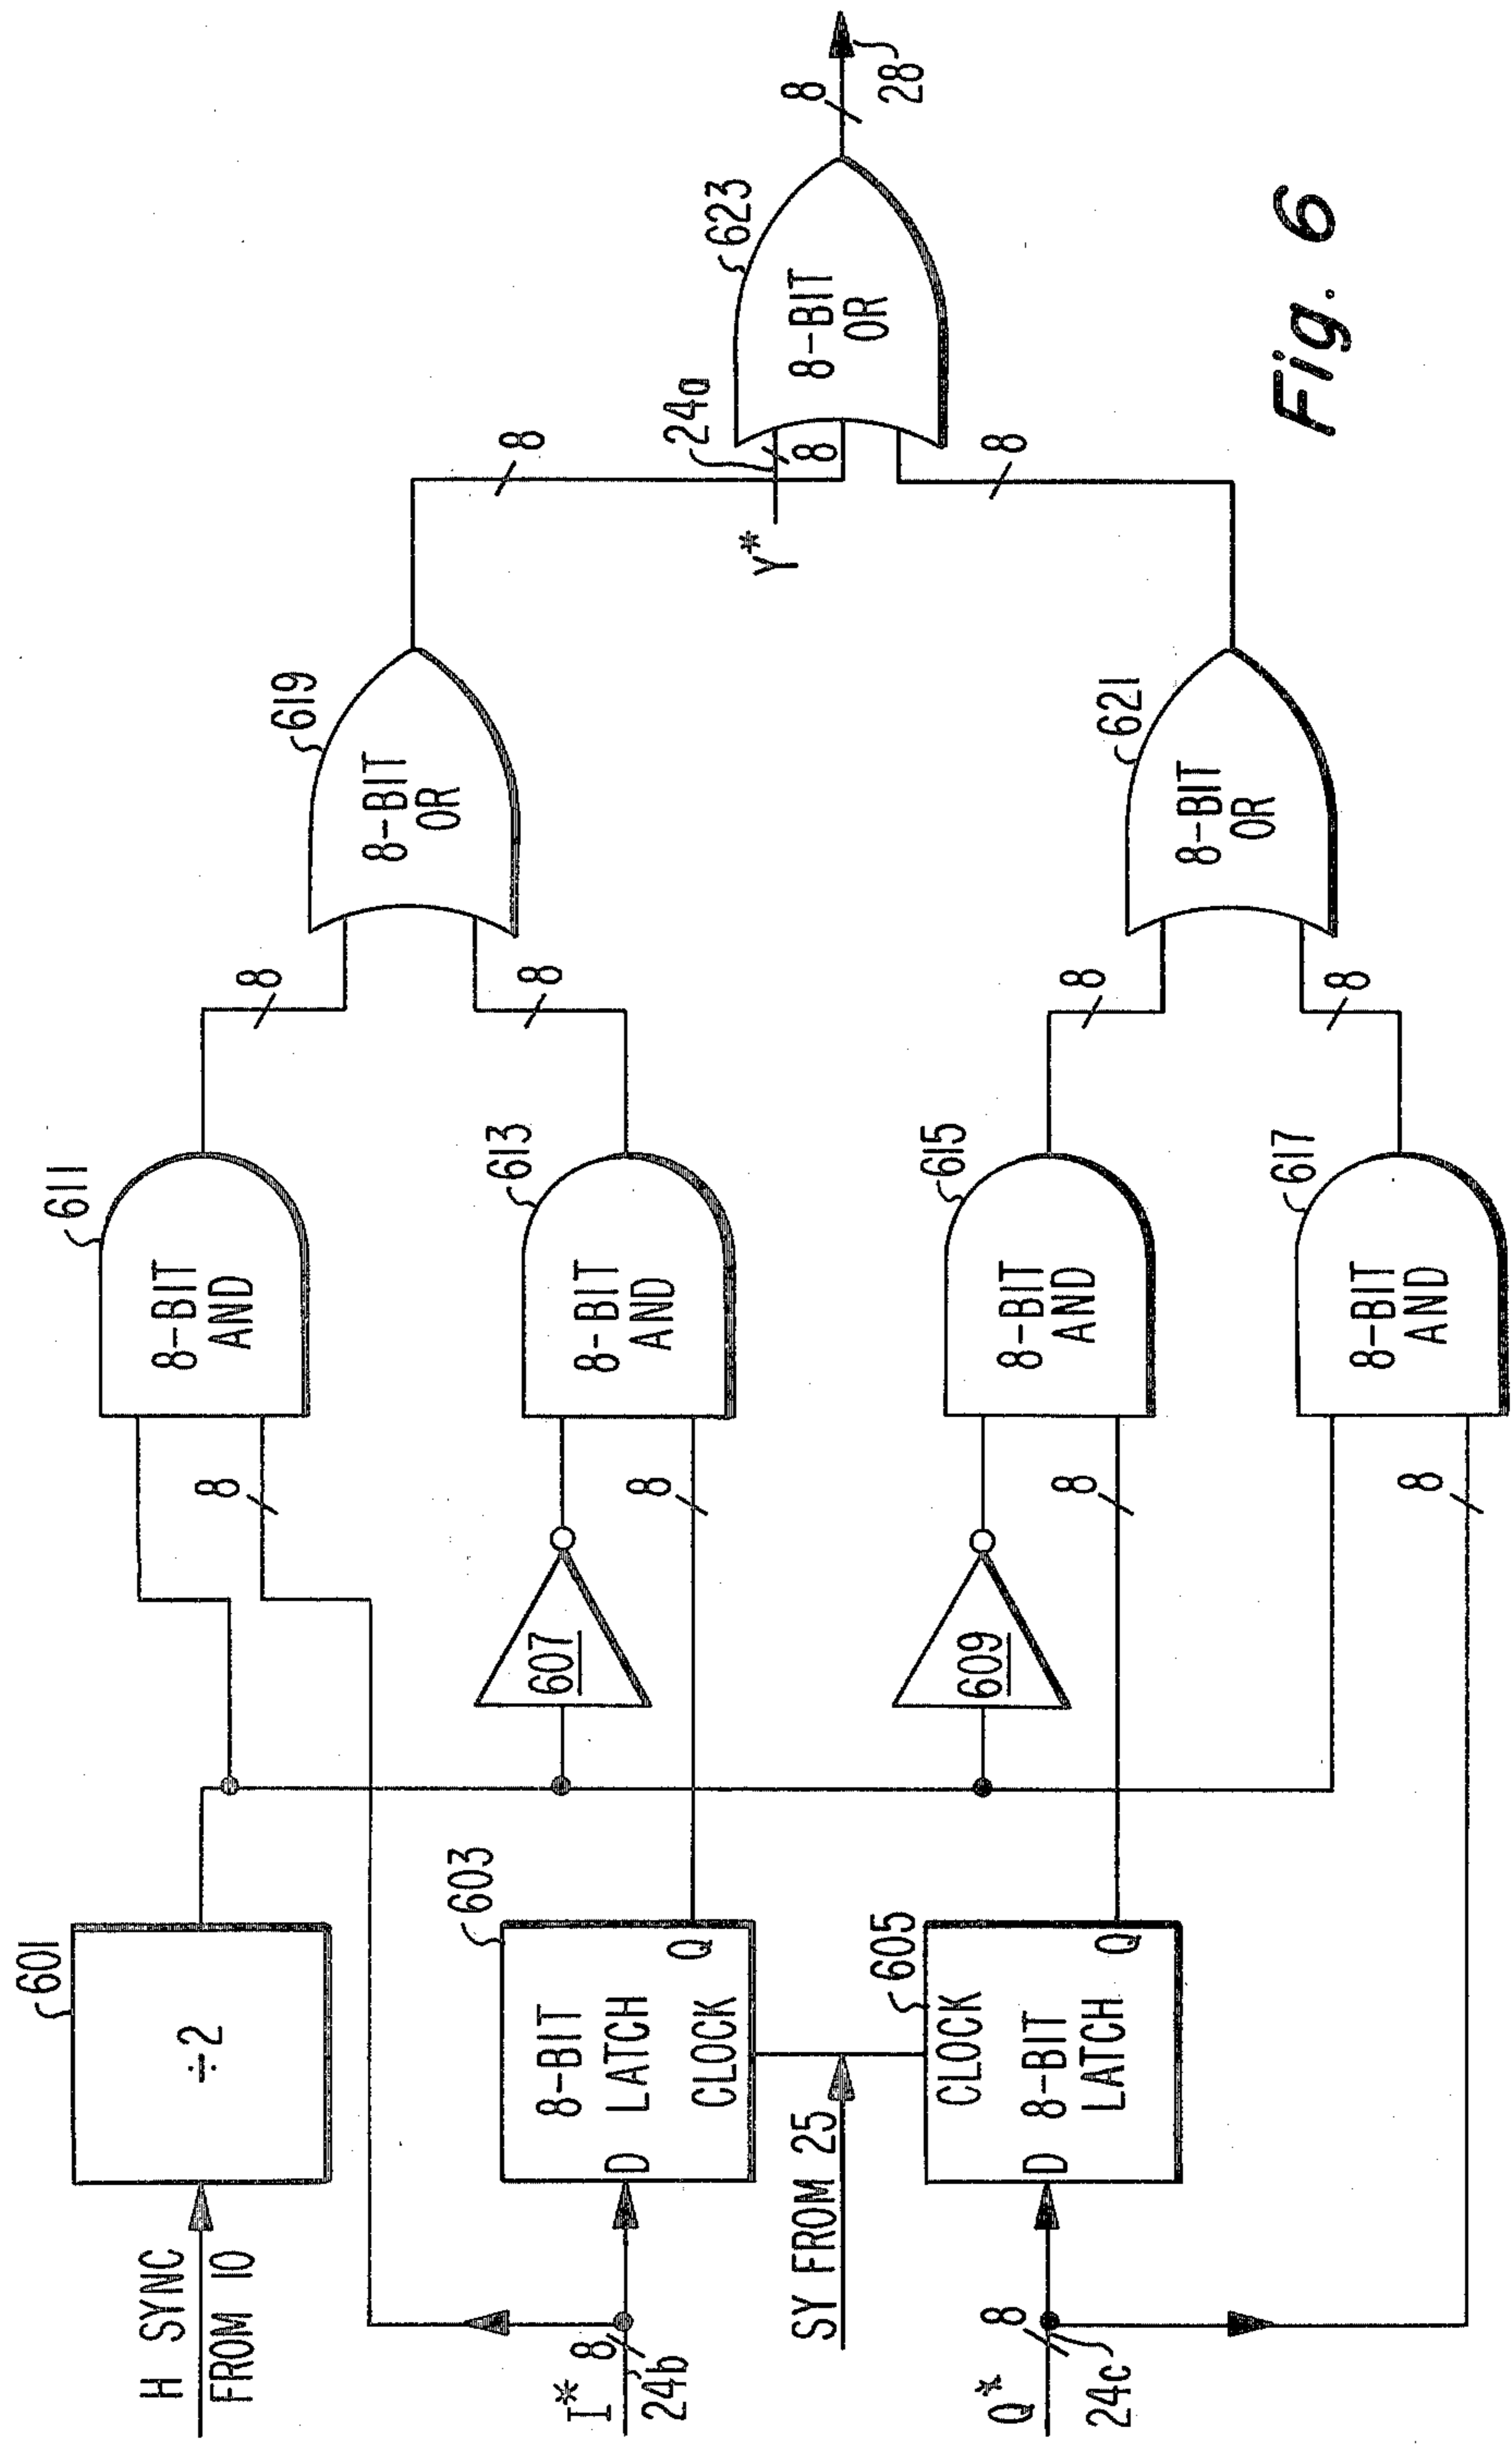 H SYNC
FROM 10
601
÷2
I*
8
24b
603
8-BIT
LATCH
D
Q
CLOCK
SY FROM 25
Q*
8
24c
605
CLOCK
D
8-BIT
LATCH
Q
607
609
8
8
8
8
611
8-BIT
AND
613
8-BIT
AND
615
8-BIT
AND
617
8-BIT
AND
8
8
8
8
619
8-BIT
OR
621
8-BIT
OR
8
Y*
24a
8
8
623
8-BIT
OR
8
28
Fig. 6